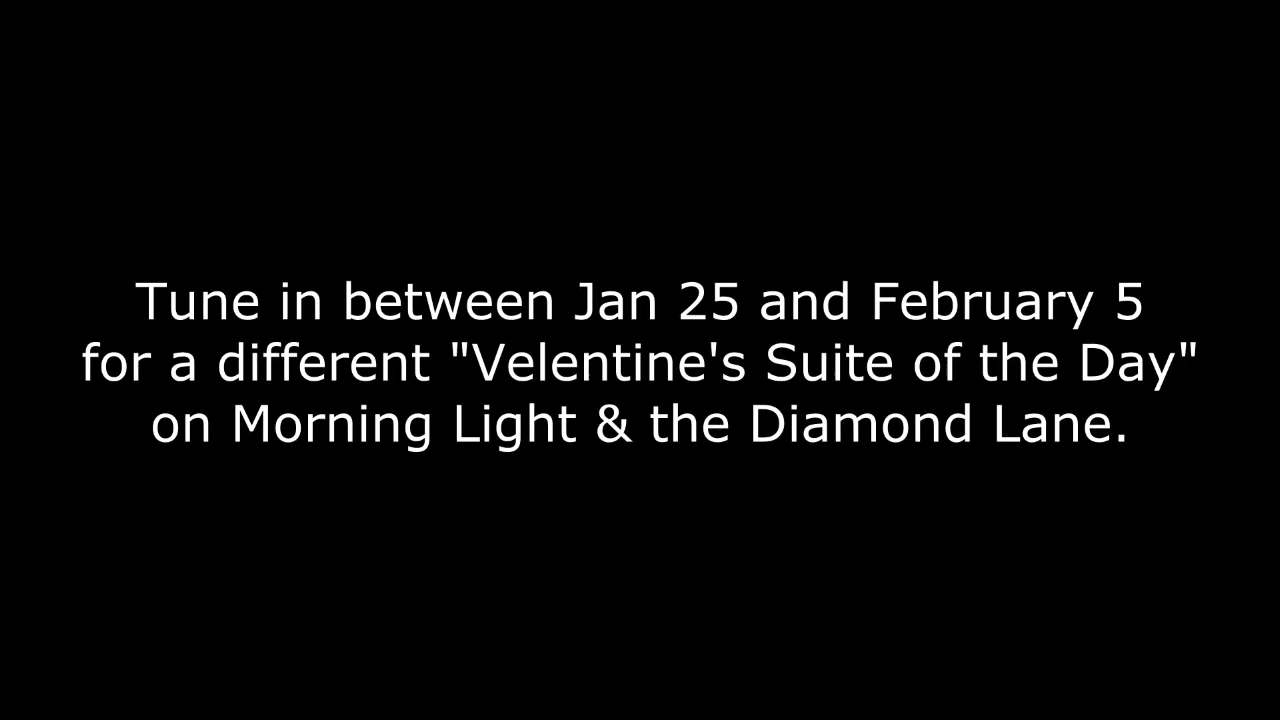 Tune in between Jan 25 and February 5
for a different "Velentine's Suite of the Day"
on Morning Light & the Diamond Lane.